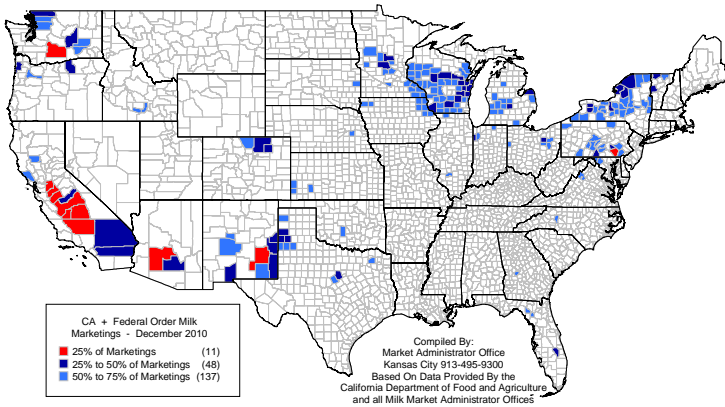 CA + Federal Order Milk
Marketings - December 2010
25% of Marketings (11)
25% to 50% of Marketings (48)
50% to 75% of Marketings (137)
Compiled By:
Market Administrator Office
Kansas City 913-495-9300
Based On Data Provided By the
California Department of Food and Agriculture
and all Milk Market Administrator Offices